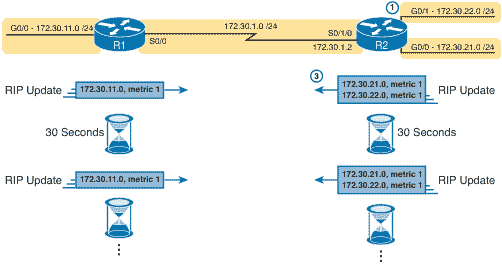 1
G0/0 - 172.30.11.0 /24
172.30.1.0 /24
G0/1 - 172.30.22.0 /24
R1
S0/0
S0/1/0
172.30.1.2
R2
G0/0 - 172.30.21.0 /24
3
RIP Update
172.30.11.0, metric 1
172.30.21.0, metric 1
172.30.22.0, metric 1
RIP Update
30 Seconds
30 Seconds
RIP Update
172.30.11.0, metric 1
172.30.21.0, metric 1
172.30.22.0, metric 1
RIP Update